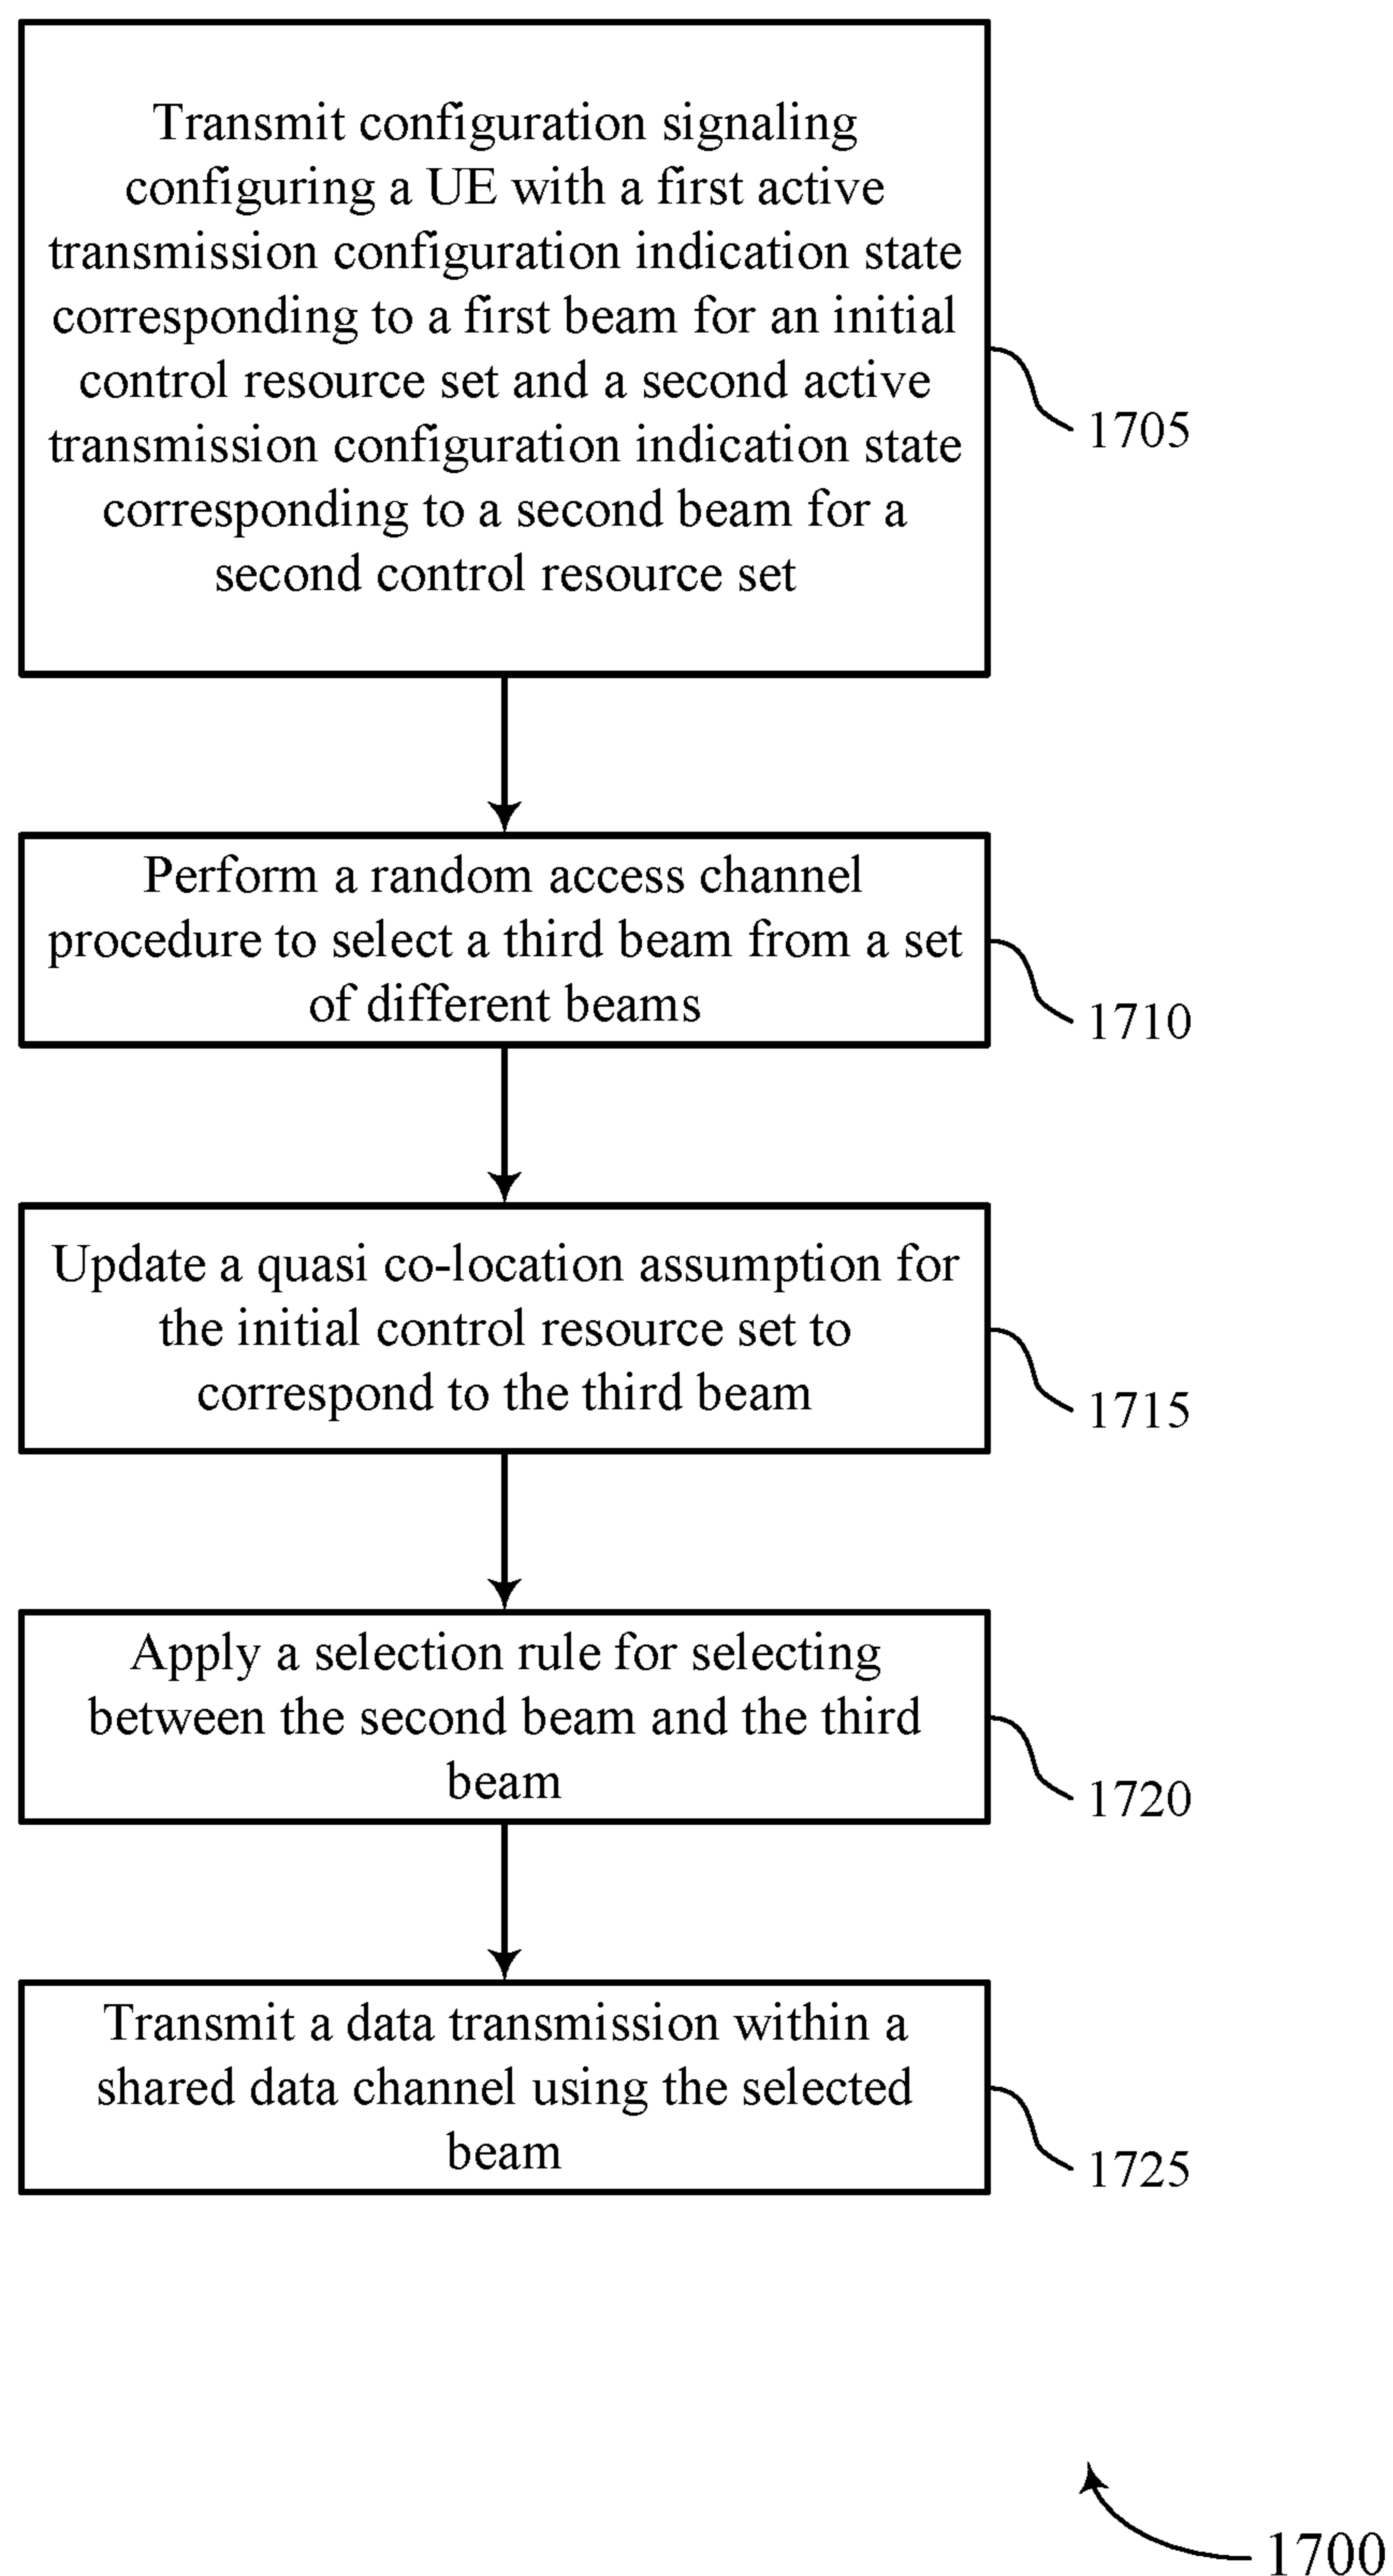 Transmit configuration signaling
configuring a UE with a first active
transmission configuration indication state
corresponding to a first beam for an initial
control resource set and a second active
transmission configuration indication state
corresponding to a second beam for a
second control resource set
1705
Perform a random access channel
procedure to select a third beam from a set
of different beams
1710
Update a quasi co-location assumption for
the initial control resource set to
correspond to the third beam
1715
Apply a selection rule for selecting
between the second beam and the third
beam
1720
Transmit a data transmission within a
shared data channel using the selected
beam
1725
1700